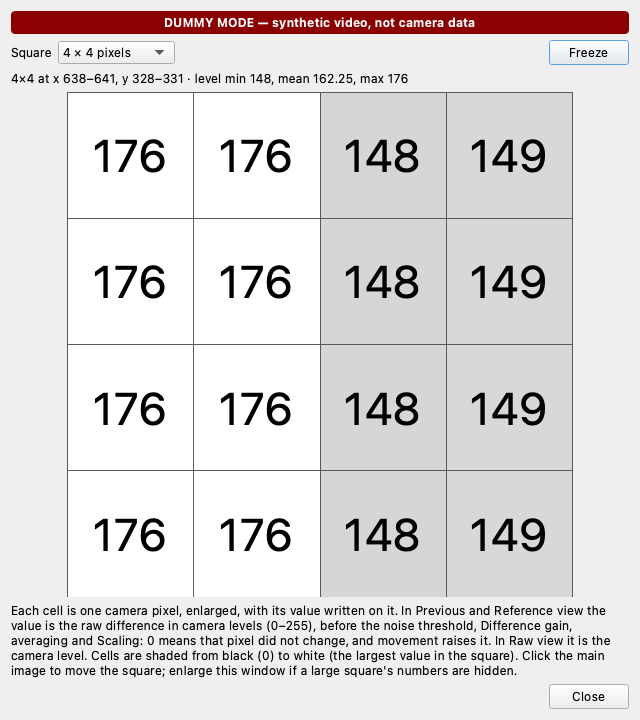 DUMMY MODE — synthetic video, not camera data
Square 4 × 4 pixels Freeze
4×4 at x 638–641, y 328–331 · level min 148, mean 162.25, max 176
176 176 148 149
176 176 148 149
176 176 148 149
176 176 148 149
Each cell is one camera pixel, enlarged, with its value written on it. In Previous and Reference view the
value is the raw difference in camera levels (0–255), before the noise threshold, Difference gain,
averaging and Scaling: 0 means that pixel did not change, and movement raises it. In Raw view it is the
camera level. Cells are shaded from black (0) to white (the largest value in the square). Click the main
image to move the square; enlarge this window if a large square's numbers are hidden.
Close